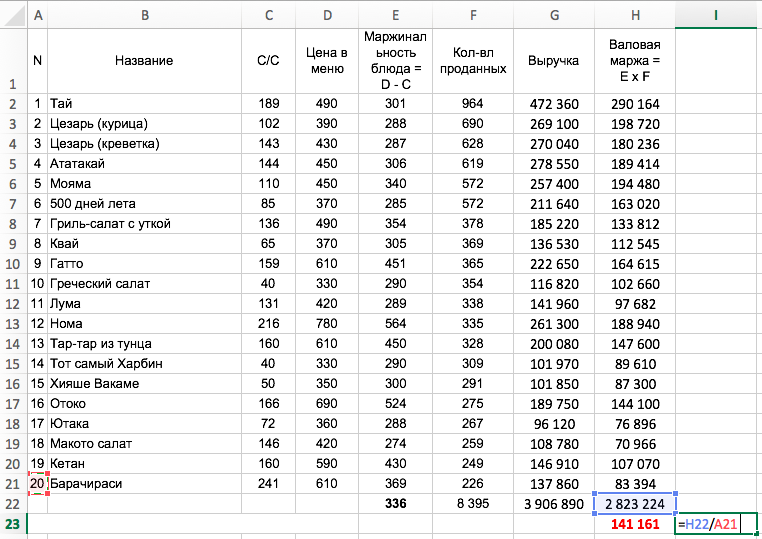 A B C D E F G H I
1 N Название С/С Цена в меню Маржинальность блюда = D - C Кол-вл проданных Выручка Валовая маржа = E x F
2 1 Тай 189 490 301 964 472 360 290 164
3 2 Цезарь (курица) 102 390 288 690 269 100 198 720
4 3 Цезарь (креветка) 143 430 287 628 270 040 180 236
5 4 Ататакай 144 450 306 619 278 550 189 414
6 5 Мояма 110 450 340 572 257 400 194 480
7 6 500 дней лета 85 370 285 572 211 640 163 020
8 7 Гриль-салат с уткой 136 490 354 378 185 220 133 812
9 8 Квай 65 370 305 369 136 530 112 545
10 9 Гатто 159 610 451 365 222 650 164 615
11 10 Греческий салат 40 330 290 354 116 820 102 660
12 11 Лума 131 420 289 338 141 960 97 682
13 12 Нома 216 780 564 335 261 300 188 940
14 13 Тар-тар из тунца 160 610 450 328 200 080 147 600
15 14 Тот самый Харбин 40 330 290 309 101 970 89 610
16 15 Хияше Вакаме 50 350 300 291 101 850 87 300
17 16 Отоко 166 690 524 275 189 750 144 100
18 17 Ютака 72 360 288 267 96 120 76 896
19 18 Макото салат 146 420 274 259 108 780 70 966
20 19 Кетан 160 590 430 249 146 910 107 070
21 20 Барачираси 241 610 369 226 137 860 83 394
22 336 8 395 3 906 890 2 823 224
23 141 161 =H22/A21